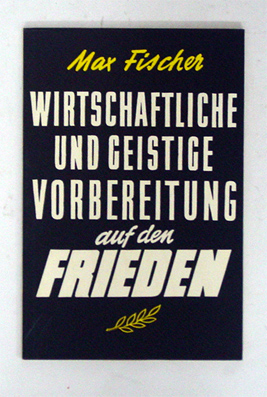 Max Fischer
WIRTSCHAFTLICHE
UND GEISTIGE
VORBEREITUNG
auf den
FRIEDEN